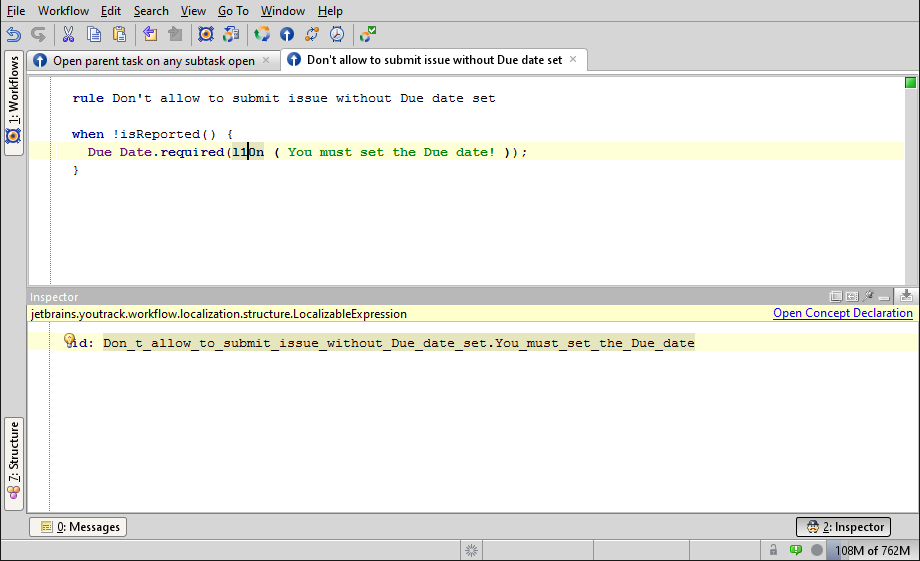 File Workflow Edit Search View Go To Window Help
Open parent task on any subtask open × Don't allow to submit issue without Due date set ×
1: Workflows
rule Don't allow to submit issue without Due date set
when !isReported() {
Due Date.required(l10n ( You must set the Due date! ));
}
Inspector
jetbrains.youtrack.workflow.localization.structure.LocalizableExpression Open Concept Declaration
id: Don_t_allow_to_submit_issue_without_Due_date_set.You_must_set_the_Due_date
7: Structure
0: Messages 2: Inspector
108M of 762M